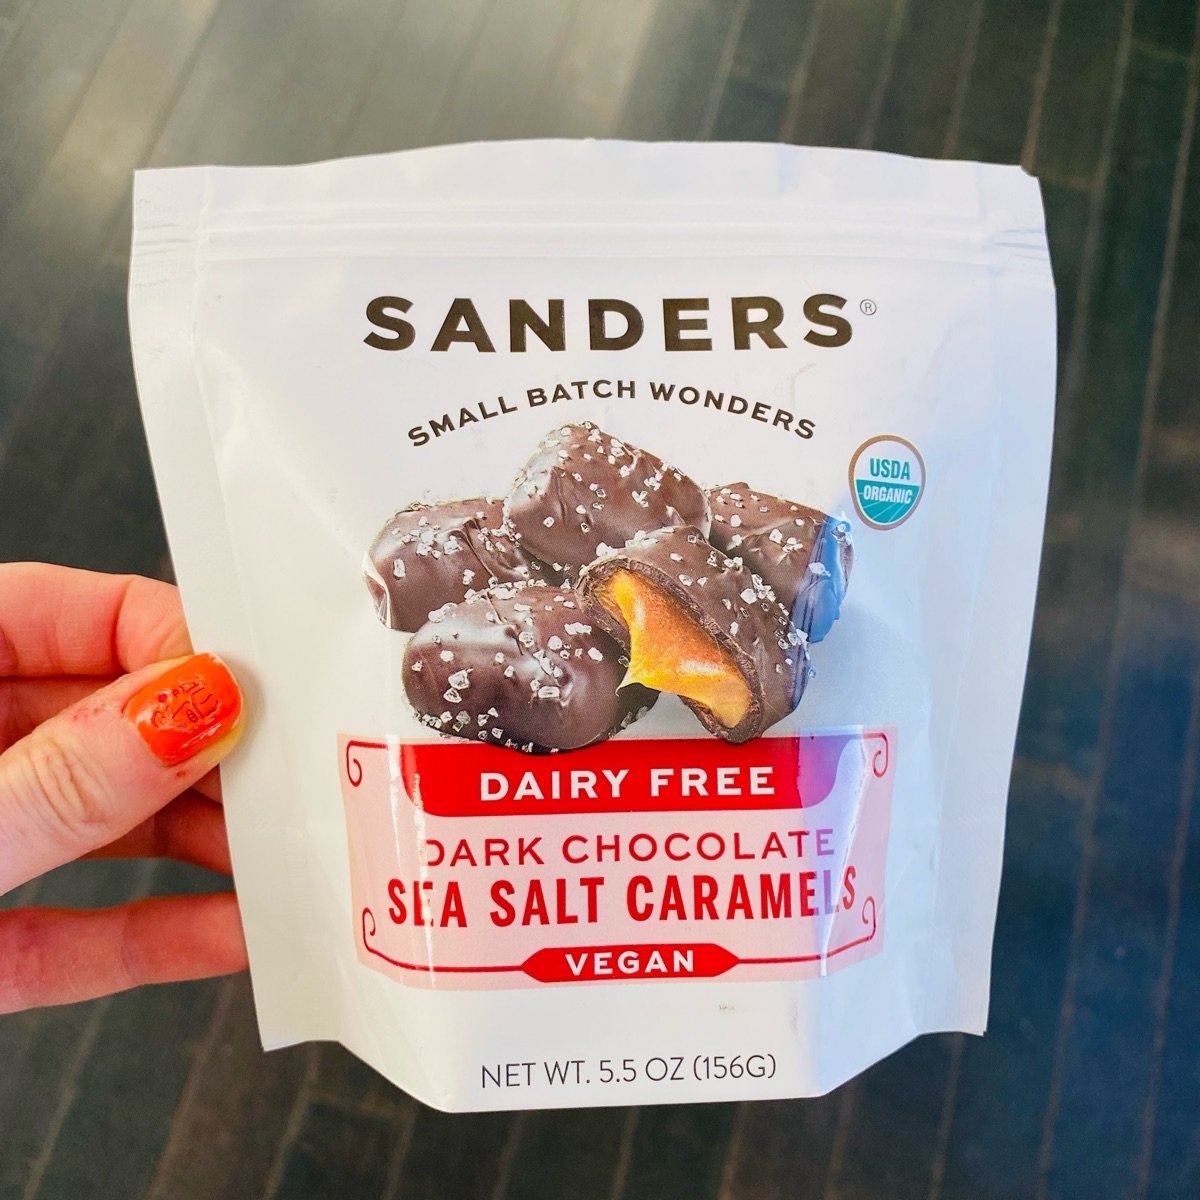 SANDERS®
SMALL BATCH WONDERS
USDA
ORGANIC
DAIRY FREE
DARK CHOCOLATE
SEA SALT CARAMELS
VEGAN
NET WT. 5.5 OZ (156G)